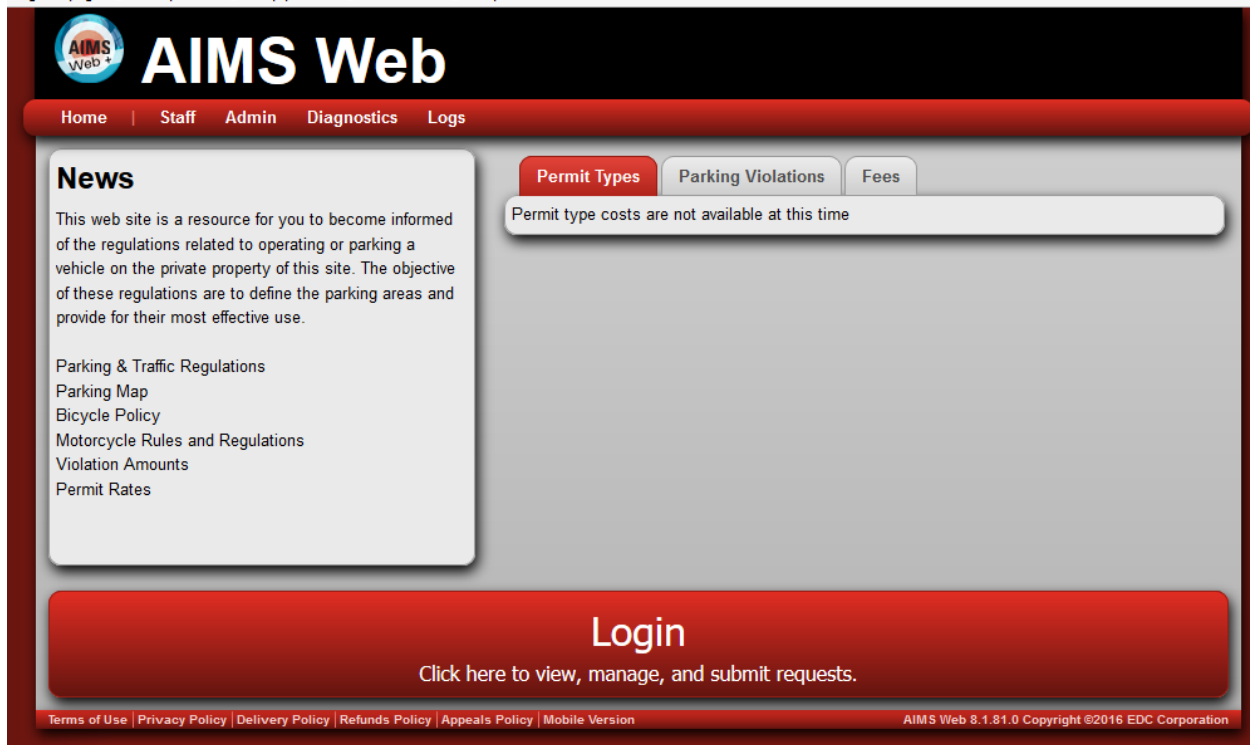 AIMS
Web +
AIMS Web
Home | Staff Admin Diagnostics Logs
News
This web site is a resource for you to become informed
of the regulations related to operating or parking a
vehicle on the private property of this site. The objective
of these regulations are to define the parking areas and
provide for their most effective use.
Parking & Traffic Regulations
Parking Map
Bicycle Policy
Motorcycle Rules and Regulations
Violation Amounts
Permit Rates
Permit Types Parking Violations Fees
Permit type costs are not available at this time
Login
Click here to view, manage, and submit requests.
Terms of Use | Privacy Policy | Delivery Policy | Refunds Policy | Appeals Policy | Mobile Version
AIMS Web 8.1.81.0 Copyright ©2016 EDC Corporation